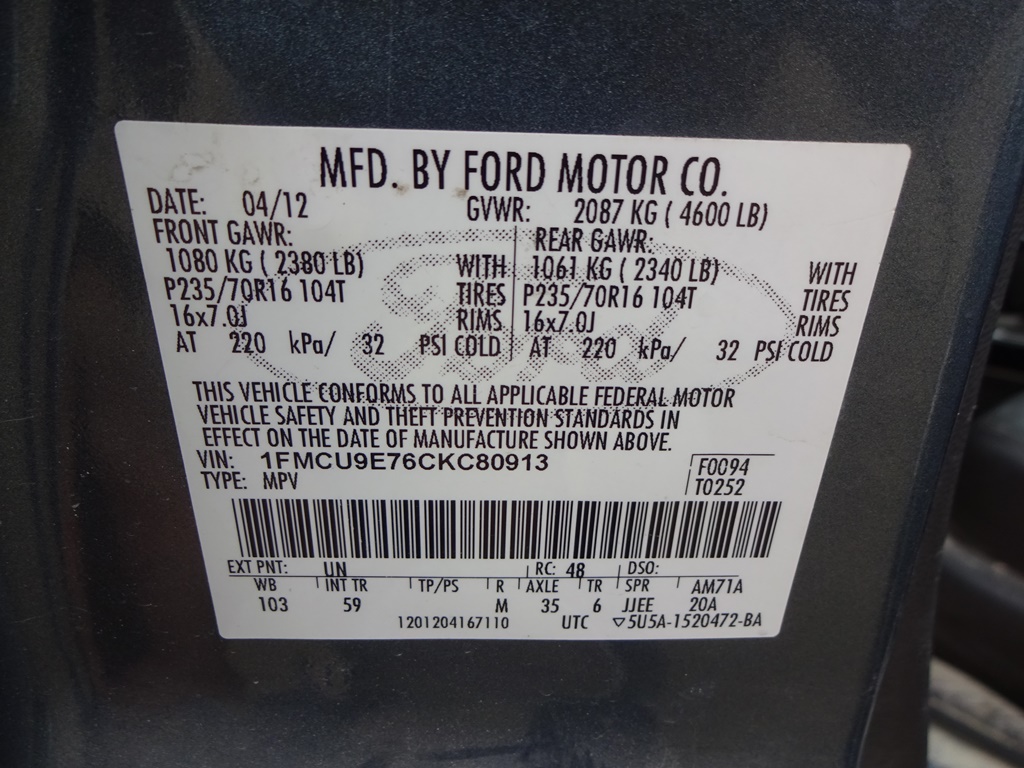 MFD. BY FORD MOTOR CO.
DATE: 04/12 GVWR: 2087 KG ( 4600 LB)
FRONT GAWR: REAR GAWR:
1080 KG ( 2380 LB) WITH 1061 KG ( 2340 LB) WITH
P235/70R16 104T TIRES P235/70R16 104T TIRES
16x7.0J RIMS 16x7.0J RIMS
AT 220 kPa/ 32 PSI COLD AT 220 kPa/ 32 PSI COLD
Ford
THIS VEHICLE CONFORMS TO ALL APPLICABLE FEDERAL MOTOR
VEHICLE SAFETY AND THEFT PREVENTION STANDARDS IN
EFFECT ON THE DATE OF MANUFACTURE SHOWN ABOVE.
VIN: 1FMCU9E76CKC80913 F0094
TYPE: MPV T0252
EXT PNT: UN RC: 48 DSO:
WB INT TR TP/PS R AXLE TR SPR AM71A
103 59 M 35 6 JJEE 20A
1201204167110 UTC ▽5U5A-1520472-BA